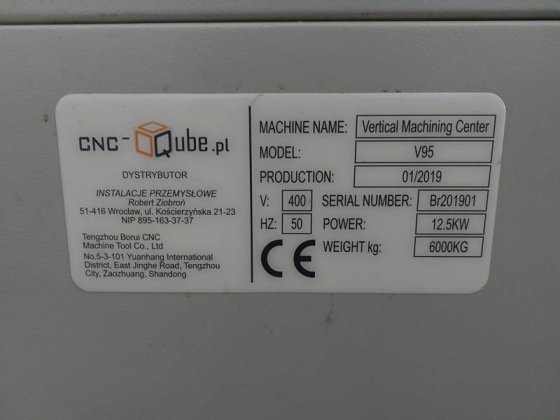 CNC-Qube.pl
DYSTRYBUTOR
INSTALACJE PRZEMYSŁOWE
Robert Ziobroń
51-416 Wrocław, ul. Kościerzyńska 21-23
NIP 895-163-37-37
Tengzhou Borui CNC
Machine Tool Co., Ltd
No.5-3-101 Yuanhang International
District, East Jinghe Road, Tengzhou
City, Zaozhuang, Shandong
MACHINE NAME: Vertical Machining Center
MODEL: V95
PRODUCTION: 01/2019
V: 400 SERIAL NUMBER: Br201901
HZ: 50 POWER: 12.5KW
CE WEIGHT kg: 6000KG